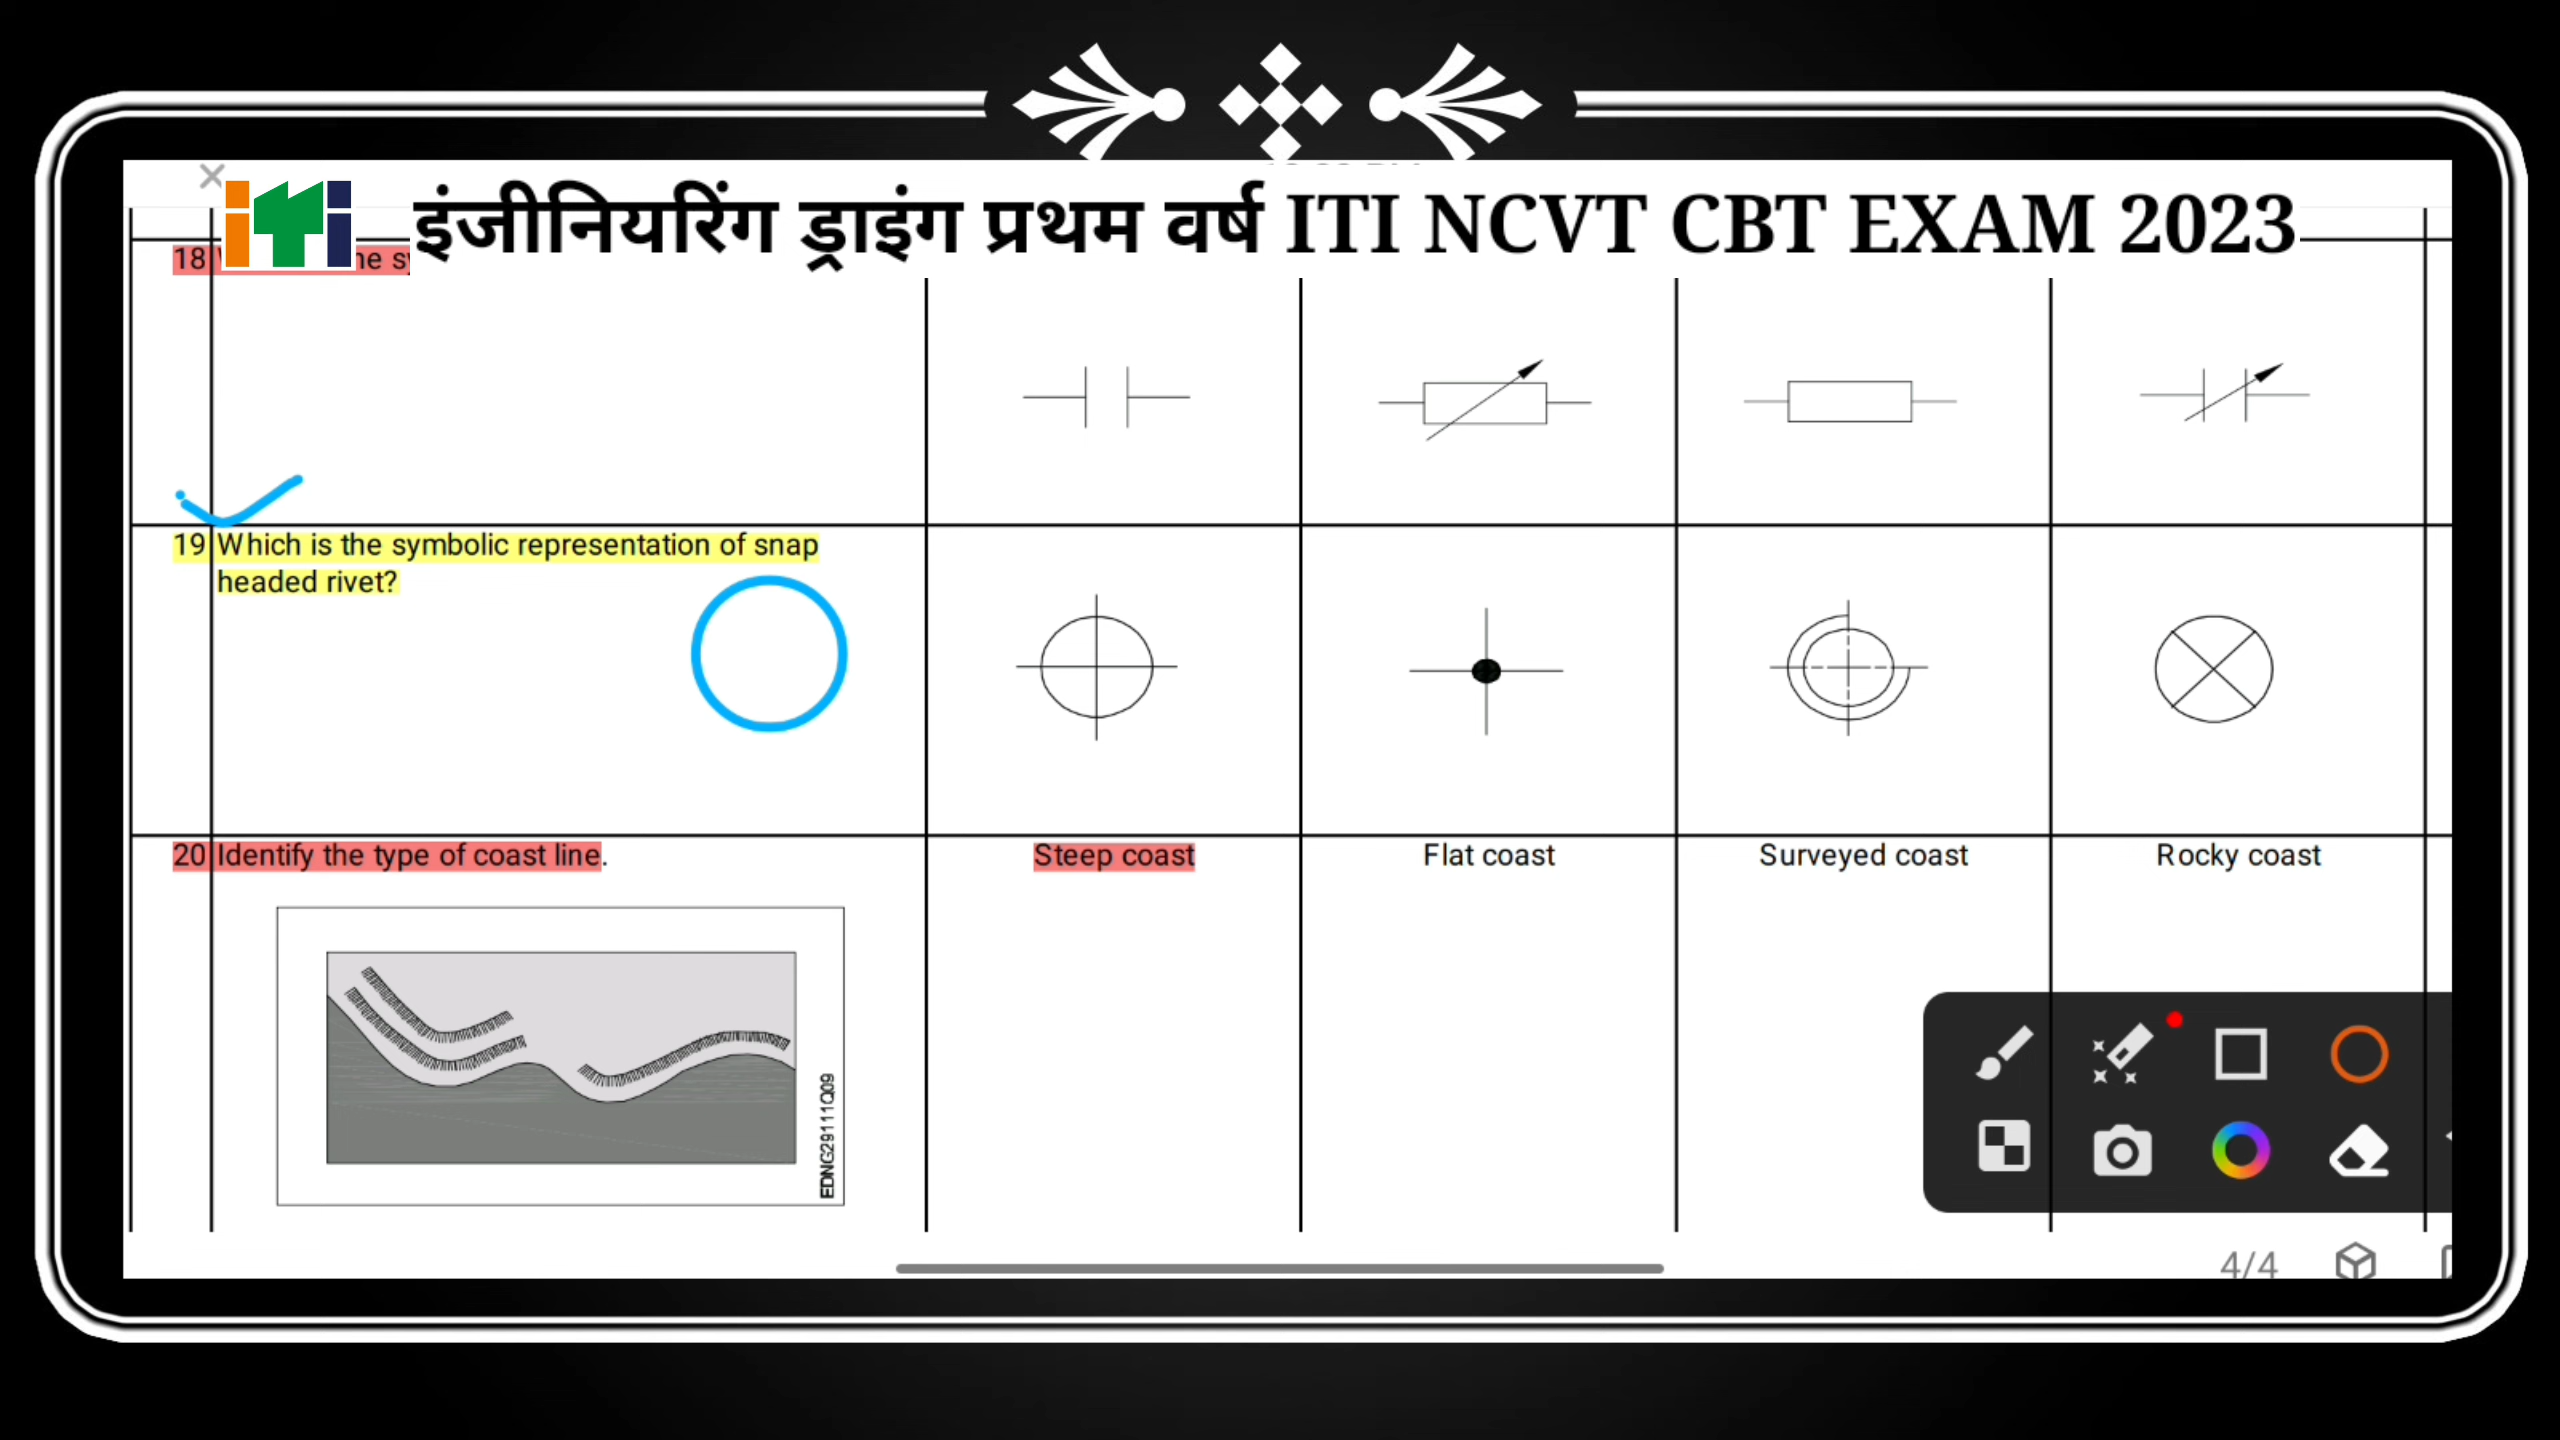 इंजीनियरिंग ड्राइंग प्रथम वर्ष ITI NCVT CBT EXAM 2023
18
19 Which is the symbolic representation of snap
headed rivet?
20 Identify the type of coast line.
Steep coast
Flat coast
Surveyed coast
Rocky coast
EDNG29111Q09
4/4